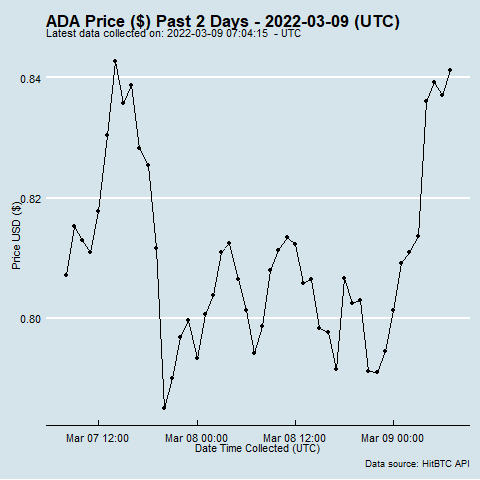 ADA Price ($) Past 2 Days - 2022-03-09 (UTC)
Latest data collected on: 2022-03-09 07:04:15  - UTC
0.84
0.82
0.80
Price USD ($)
Mar 07 12:00
Mar 08 00:00
Mar 08 12:00
Mar 09 00:00
Date Time Collected (UTC)
Data source: HitBTC API